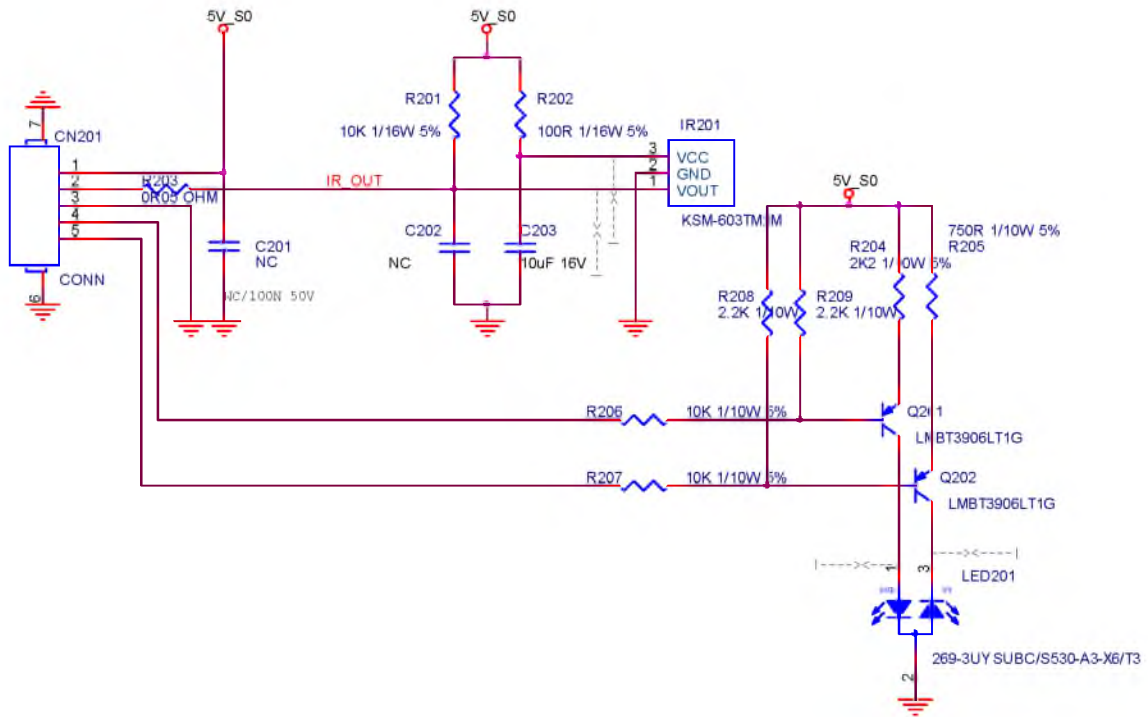 5V_S0
5V_S0
R201
R202
10K 1/16W 5%
100R 1/16W 5%
IR201
7
CN201
1
2
3
4
5
R203
0R05 OHM
IR_OUT
3
2
1
VCC
GND
VOUT
KSM-603TM
5V_S0
750R 1/10W 5%
R205
R204
2K2 1/10W 5%
C201
NC
C202
NC
C203
10uF 16V
CONN
6
NC/100N 50V
R208
2.2K 1/10W
R209
2.2K 1/10W
R206
10K 1/10W 5%
Q201
LMBT3906LT1G
R207
10K 1/10W 5%
Q202
LMBT3906LT1G
1
3
LED201
269-3UY SUBC/S530-A3-X6/T3
2